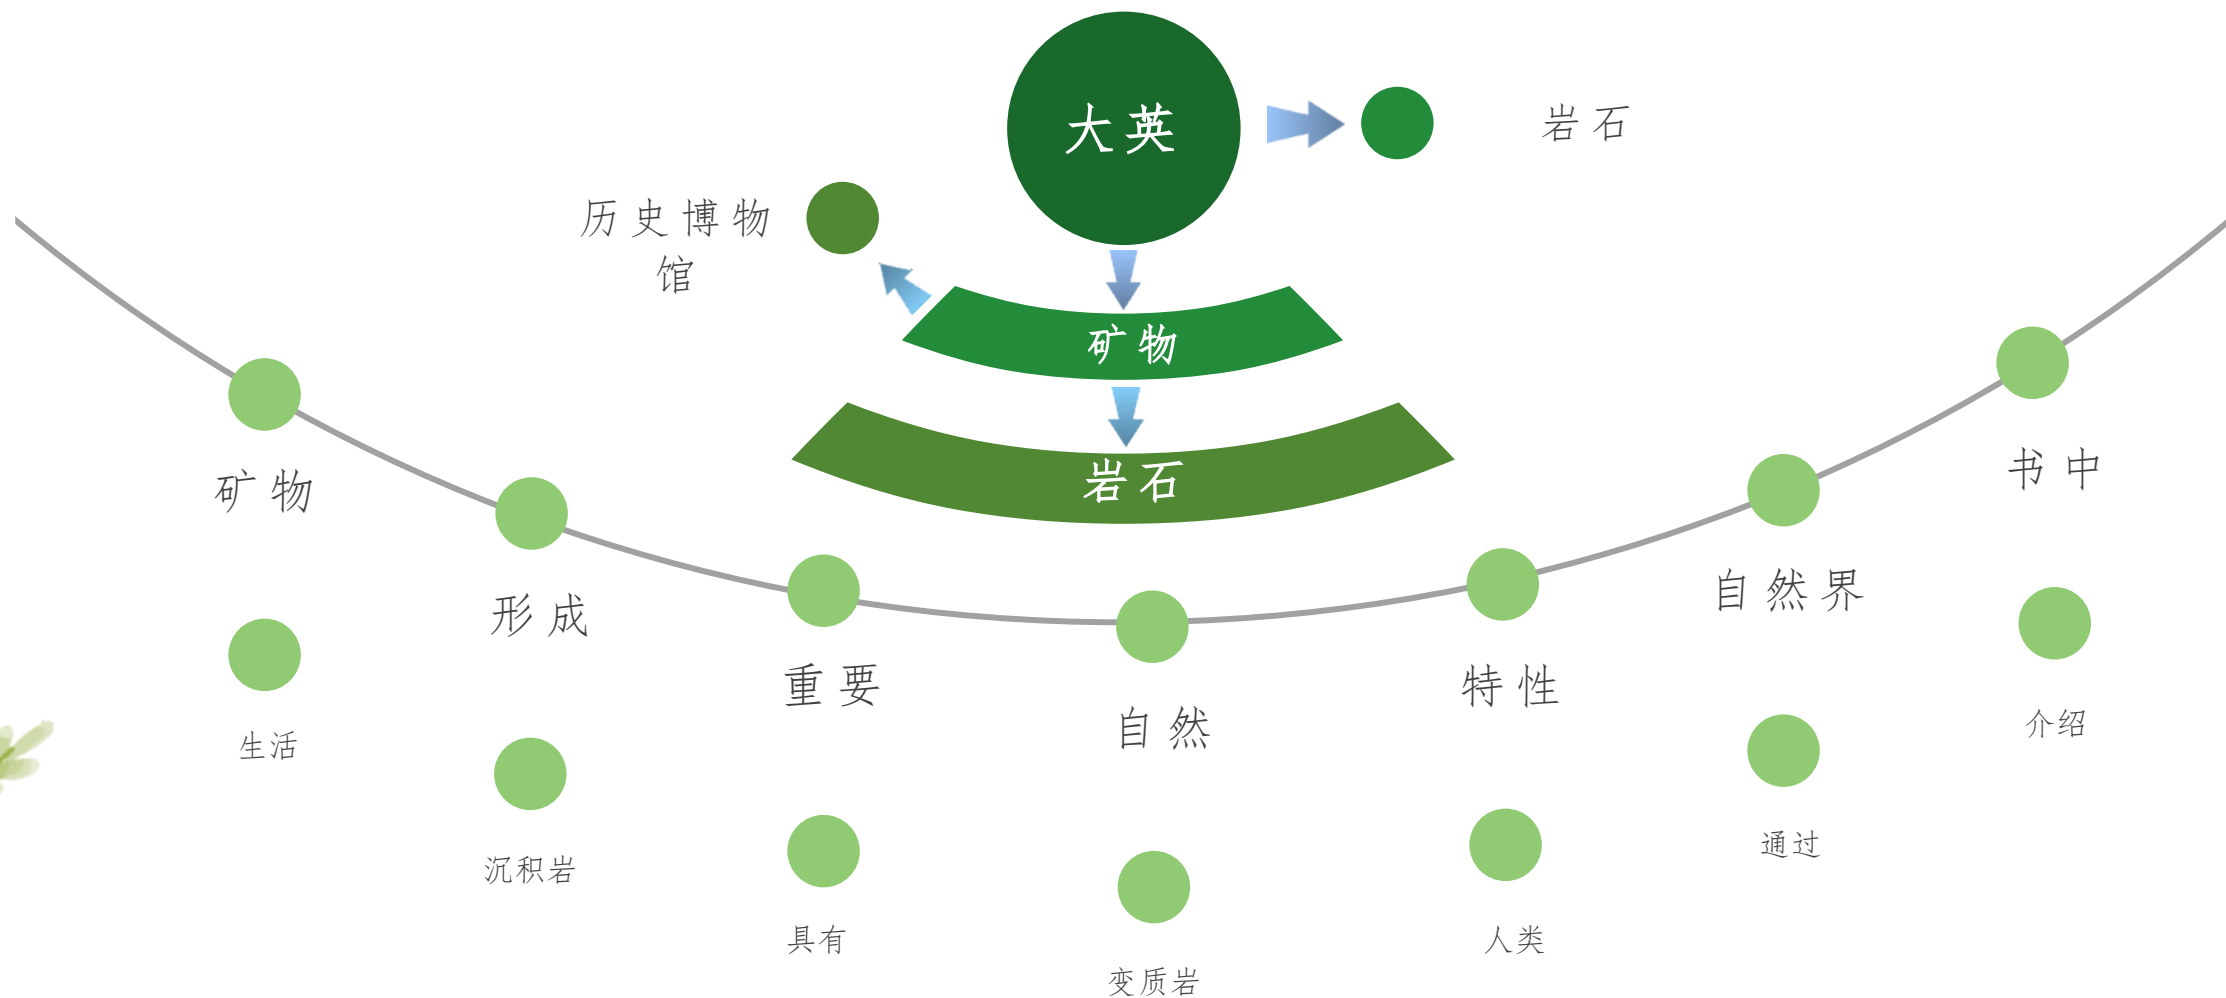 大英
岩石
历史博物
馆
矿物
岩石
矿物
形成
重要
自然
特性
自然界
书中
生活
沉积岩
具有
变质岩
人类
通过
介绍